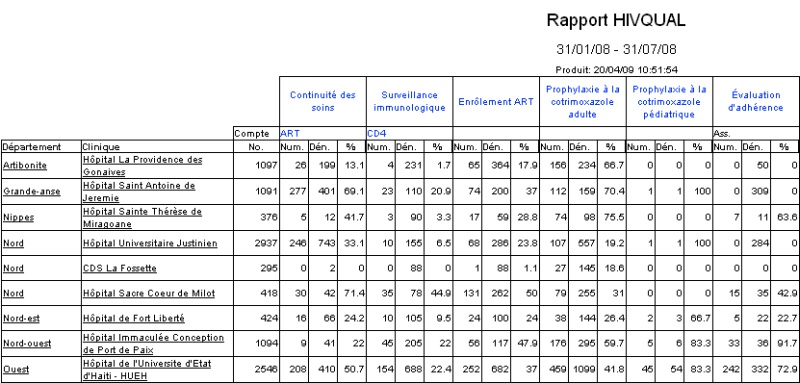 Rapport HIVQUAL
31/01/08 - 31/07/08
Produit: 20/04/09 10:51:54
Continuité des soins Surveillance immunologique Enrôlement ART Prophylaxie à la cotrimoxazole adulte Prophylaxie à la cotrimoxazole pédiatrique Évaluation d'adhérence
Compte ART CD4 Ass.
Département Clinique No. Num. Dén. % Num. Dén. % Num. Dén. % Num. Dén. % Num. Dén. % Num. Dén. %
Artibonite Hôpital La Providence des Gonaives 1097 26 199 13.1 4 231 1.7 65 364 17.9 156 234 66.7 0 0 0 0 50 0
Grande-anse Hôpital Saint Antoine de Jeremie 1091 277 401 69.1 23 110 20.9 74 200 37 112 159 70.4 1 1 100 0 309 0
Nippes Hôpital Sainte Thérèse de Miragoane 376 5 12 41.7 3 90 3.3 17 59 28.8 74 98 75.5 0 0 0 7 11 63.6
Nord Hôpital Universitaire Justinien 2937 246 743 33.1 10 155 6.5 68 286 23.8 107 557 19.2 1 1 100 0 284 0
Nord CDS La Fossette 295 0 2 0 0 88 0 1 88 1.1 27 145 18.6 0 0 0 0 0 0
Nord Hôpital Sacre Coeur de Milot 418 30 42 71.4 35 78 44.9 131 262 50 79 255 31 0 0 0 15 35 42.9
Nord-est Hôpital de Fort Liberté 424 16 66 24.2 10 105 9.5 24 100 24 38 144 26.4 2 3 66.7 5 22 22.7
Nord-ouest Hôpital Immaculée Conception de Port de Paix 1094 9 41 22 45 205 22 56 117 47.9 176 295 59.7 5 6 83.3 33 36 91.7
Ouest Hôpital de l'Universite d'Etat d'Haiti - HUEH 2546 208 410 50.7 154 688 22.4 252 682 37 459 1099 41.8 45 54 83.3 242 332 72.9